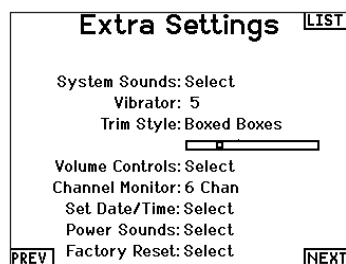 Extra Settings
LIST
System Sounds: Select
Vibrator: 5
Trim Style: Boxed Boxes
Volume Controls: Select
Channel Monitor: 6 Chan
Set Date/Time: Select
Power Sounds: Select
Factory Reset: Select
PREV
NEXT